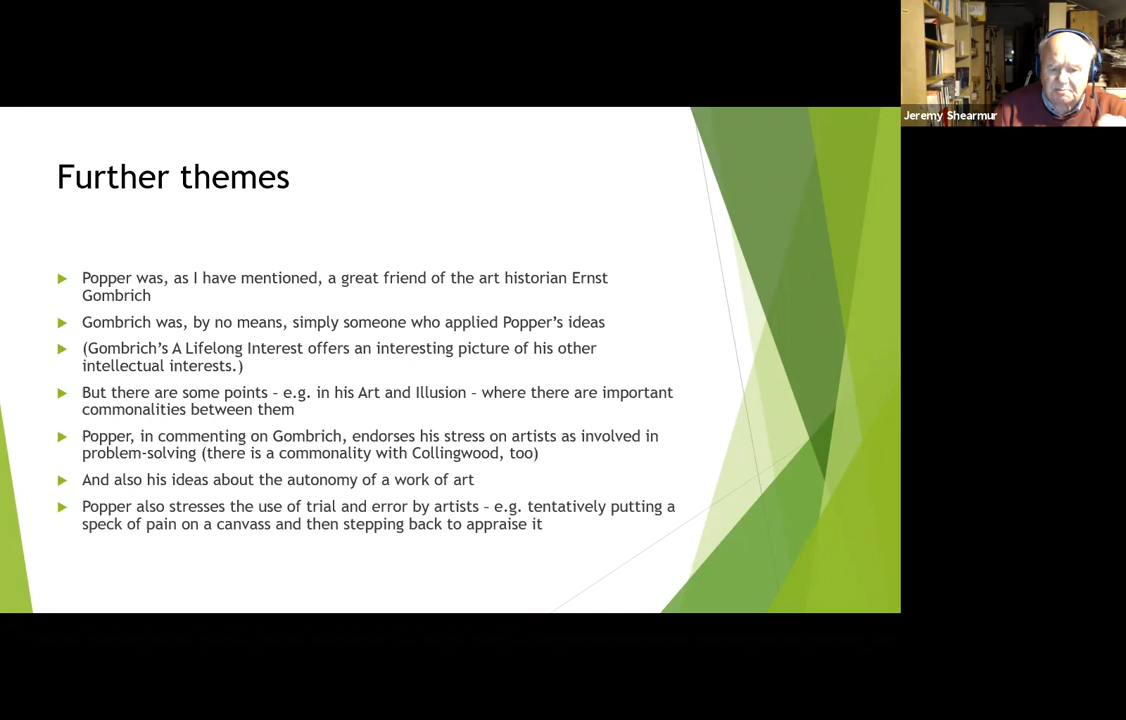 Jeremy Shearmur
Further themes
Popper was, as I have mentioned, a great friend of the art historian Ernst
Gombrich
Gombrich was, by no means, simply someone who applied Popper’s ideas
(Gombrich’s A Lifelong Interest offers an interesting picture of his other
intellectual interests.)
But there are some points – e.g. in his Art and Illusion – where there are important
commonalities between them
Popper, in commenting on Gombrich, endorses his stress on artists as involved in
problem-solving (there is a commonality with Collingwood, too)
And also his ideas about the autonomy of a work of art
Popper also stresses the use of trial and error by artists – e.g. tentatively putting a
speck of pain on a canvass and then stepping back to appraise it